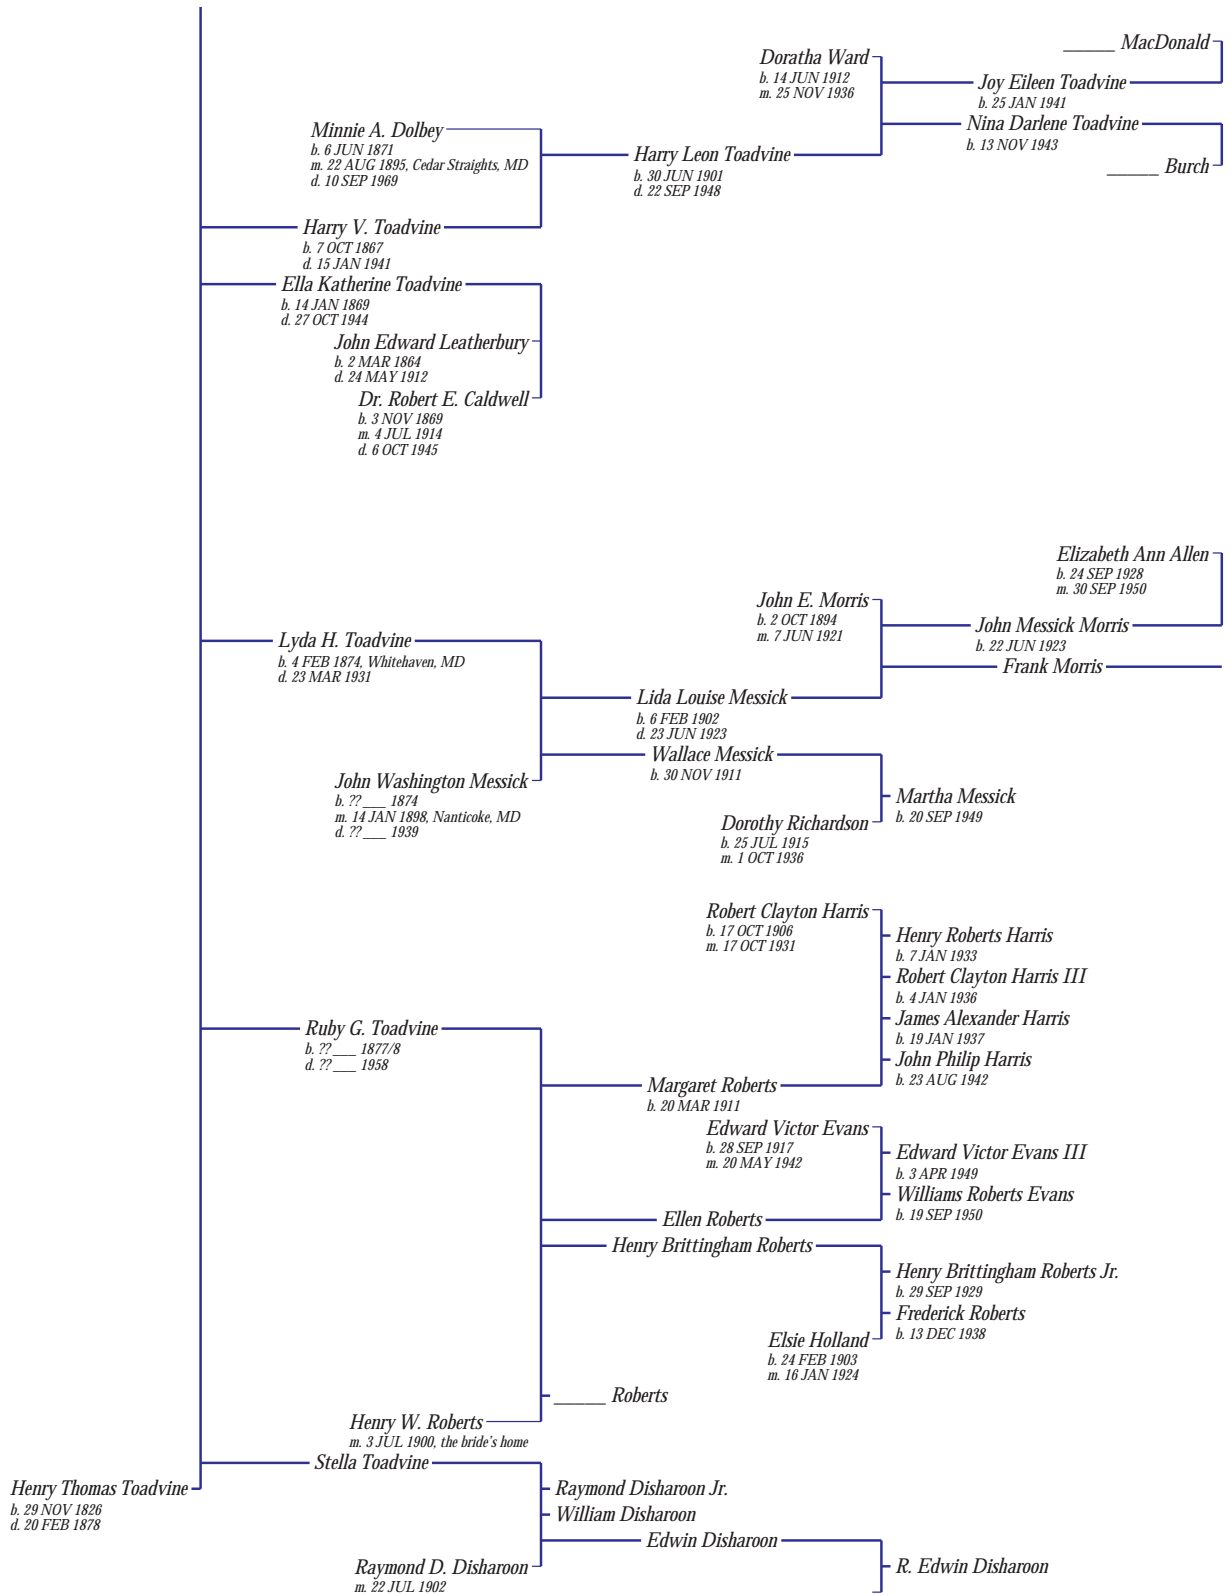 _____ MacDonald
Doratha Ward
b. 14 JUN 1912
m. 25 NOV 1936
Joy Eileen Toadvine
b. 25 JAN 1941
Nina Darlene Toadvine
b. 13 NOV 1943
_____ Burch
Minnie A. Dolbey
b. 6 JUN 1871
m. 22 AUG 1895, Cedar Straights, MD
d. 10 SEP 1969
Harry Leon Toadvine
b. 30 JUN 1901
d. 22 SEP 1948
Harry V. Toadvine
b. 7 OCT 1867
d. 15 JAN 1941
Ella Katherine Toadvine
b. 14 JAN 1869
d. 27 OCT 1944
John Edward Leatherbury
b. 2 MAR 1864
d. 24 MAY 1912
Dr. Robert E. Caldwell
b. 3 NOV 1869
m. 4 JUL 1914
d. 6 OCT 1945
Elizabeth Ann Allen
b. 24 SEP 1928
m. 30 SEP 1950
John E. Morris
b. 2 OCT 1894
m. 7 JUN 1921
John Messick Morris
b. 22 JUN 1923
Frank Morris
Lyda H. Toadvine
b. 4 FEB 1874, Whitehaven, MD
d. 23 MAR 1931
Lida Louise Messick
b. 6 FEB 1902
d. 23 JUN 1923
Wallace Messick
b. 30 NOV 1911
John Washington Messick
b. ?? ___ 1874
m. 14 JAN 1898, Nanticoke, MD
d. ?? ___ 1939
Martha Messick
b. 20 SEP 1949
Dorothy Richardson
b. 25 JUL 1915
m. 1 OCT 1936
Robert Clayton Harris
b. 17 OCT 1906
m. 17 OCT 1931
Henry Roberts Harris
b. 7 JAN 1933
Robert Clayton Harris III
b. 4 JAN 1936
James Alexander Harris
b. 19 JAN 1937
John Philip Harris
b. 23 AUG 1942
Ruby G. Toadvine
b. ?? ___ 1877/8
d. ?? ___ 1958
Margaret Roberts
b. 20 MAR 1911
Edward Victor Evans
b. 28 SEP 1917
m. 20 MAY 1942
Edward Victor Evans III
b. 3 APR 1949
Williams Roberts Evans
b. 19 SEP 1950
Ellen Roberts
Henry Brittingham Roberts
Henry Brittingham Roberts Jr.
b. 29 SEP 1929
Frederick Roberts
b. 13 DEC 1938
Elsie Holland
b. 24 FEB 1903
m. 16 JAN 1924
_____ Roberts
Henry W. Roberts
m. 3 JUL 1900, the bride's home
Stella Toadvine
Henry Thomas Toadvine
b. 29 NOV 1826
d. 20 FEB 1878
Raymond Disharoon Jr.
William Disharoon
Edwin Disharoon
Raymond D. Disharoon
m. 22 JUL 1902
R. Edwin Disharoon